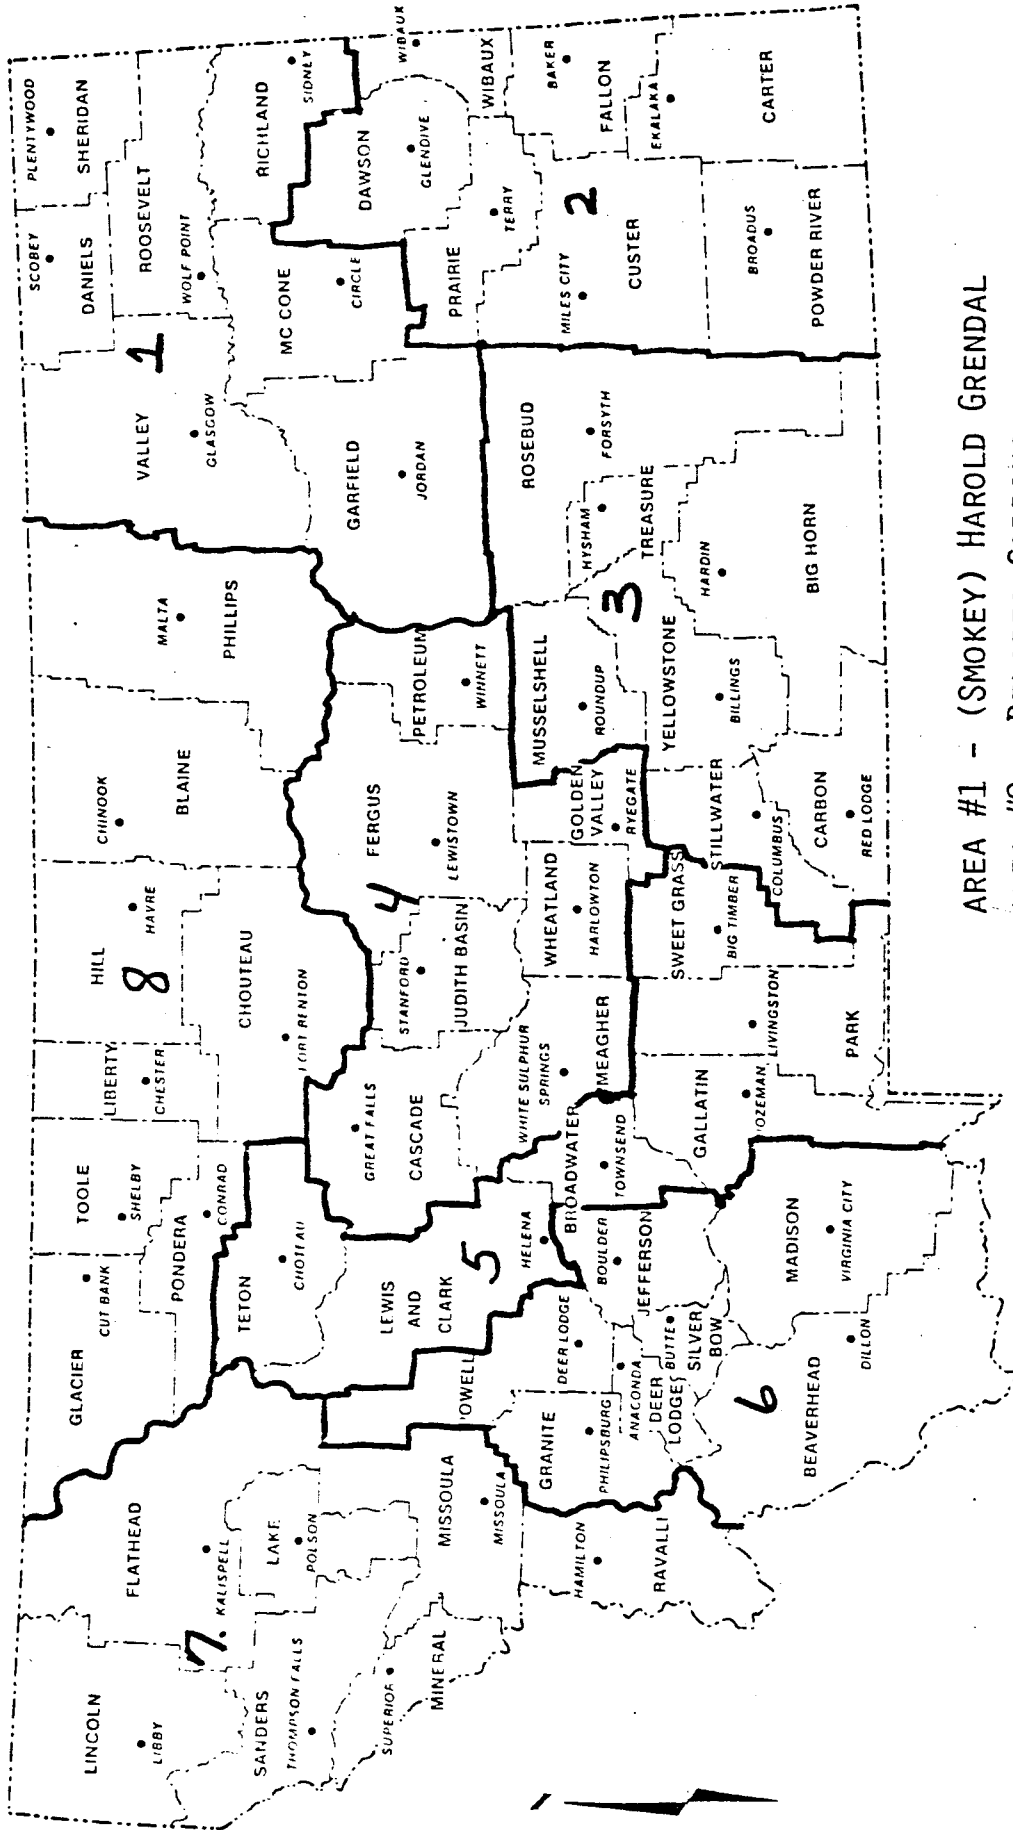 LINCOLN
LIBBY
FLATHEAD
KALISPELL
7.
LAKE
POLSON
SANDERS
THOMPSON FALLS
SUPERIOR
MINERAL
MISSOULA
MISSOULA
HAMILTON
RAVALLI
GLACIER
CUT BANK
TOOLE
SHELBY
PONDERA
CONRAD
LIBERTY
CHESTER
HILL
HAVRE
8
CHOUTEAU
BLAINE
CHINOOK
PHILLIPS
MALTA
TETON
CHOTEAU
LEWIS
AND
CLARK
5
HELENA
BROADWATER
TOWNSEND
OWELL
DEER LODGE
GRANITE
PHILIPSBURG
ANACONDA
DEER
LODGE
BUTTE
SILVER
BOW
BOULDER
JEFFERSON
6
BEAVERHEAD
DILLON
MADISON
VIRGINIA CITY
GALLATIN
OZEMAN
PARK
LIVINGSTON
SWEET GRASS
BIG TIMBER
GREAT FALLS
CASCADE
WHITE SULPHUR
SPRINGS
MEAGHER
STANFORD
JUDITH BASIN
4
FERGUS
LEWISTOWN
PETROLEUM
WINNETT
WHEATLAND
HARLOWTON
GOLDEN
VALLEY
RYEGATE
MUSSELSHELL
ROUNDUP
3
STILLWATER
COLUMBUS
CARBON
RED LODGE
YELLOWSTONE
BILLINGS
BIG HORN
HARDIN
TREASURE
HYSHAM
ROSEBUD
FORSYTH
VALLEY
GLASGOW
1
DANIELS
SCOBEY
SHERIDAN
PLENTYWOOD
ROOSEVELT
WOLF POINT
RICHLAND
SIDNEY
MC CONE
CIRCLE
GARFIELD
JORDAN
DAWSON
GLENDIVE
WIBAUX
WIBAUX
PRAIRIE
TERRY
2
CUSTER
MILES CITY
FALLON
BAKER
EKALAKA
CARTER
POWDER RIVER
BROADUS
AREA #1 - (SMOKEY) HAROLD GRENDAL